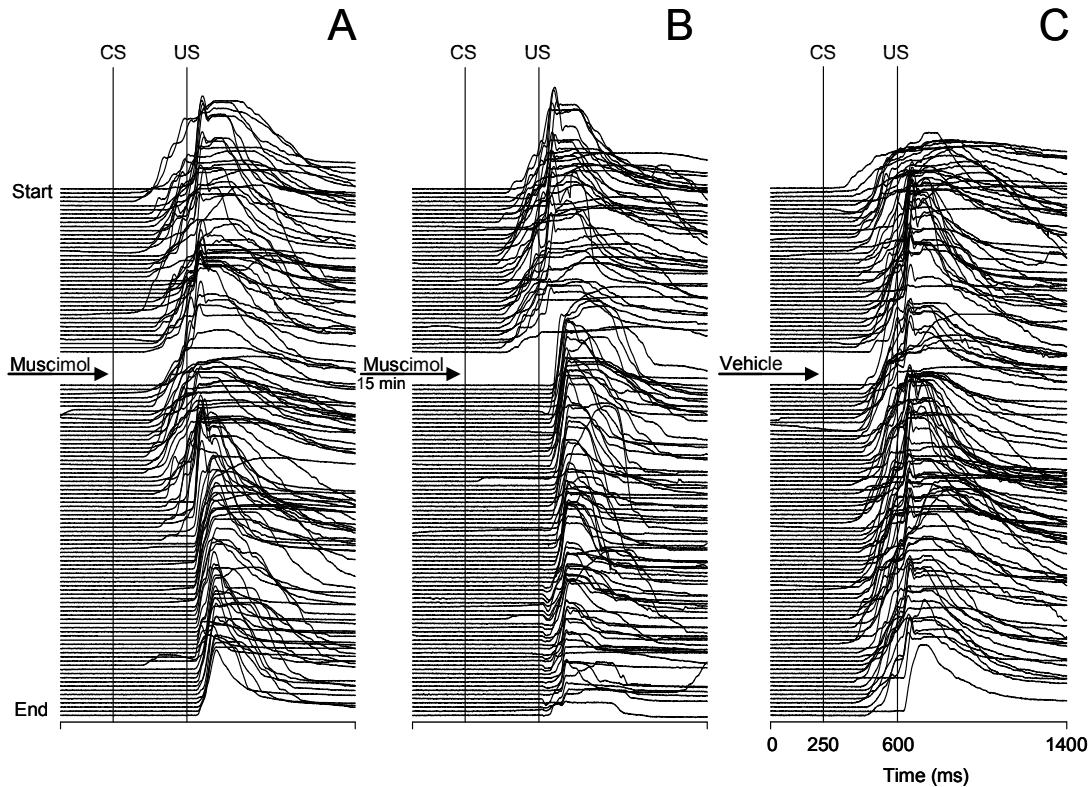 A
B
C
CS
US
CS
US
CS
US
Start
Muscimol
Muscimol
15 min
Vehicle
End
0
250
600
1400
Time (ms)